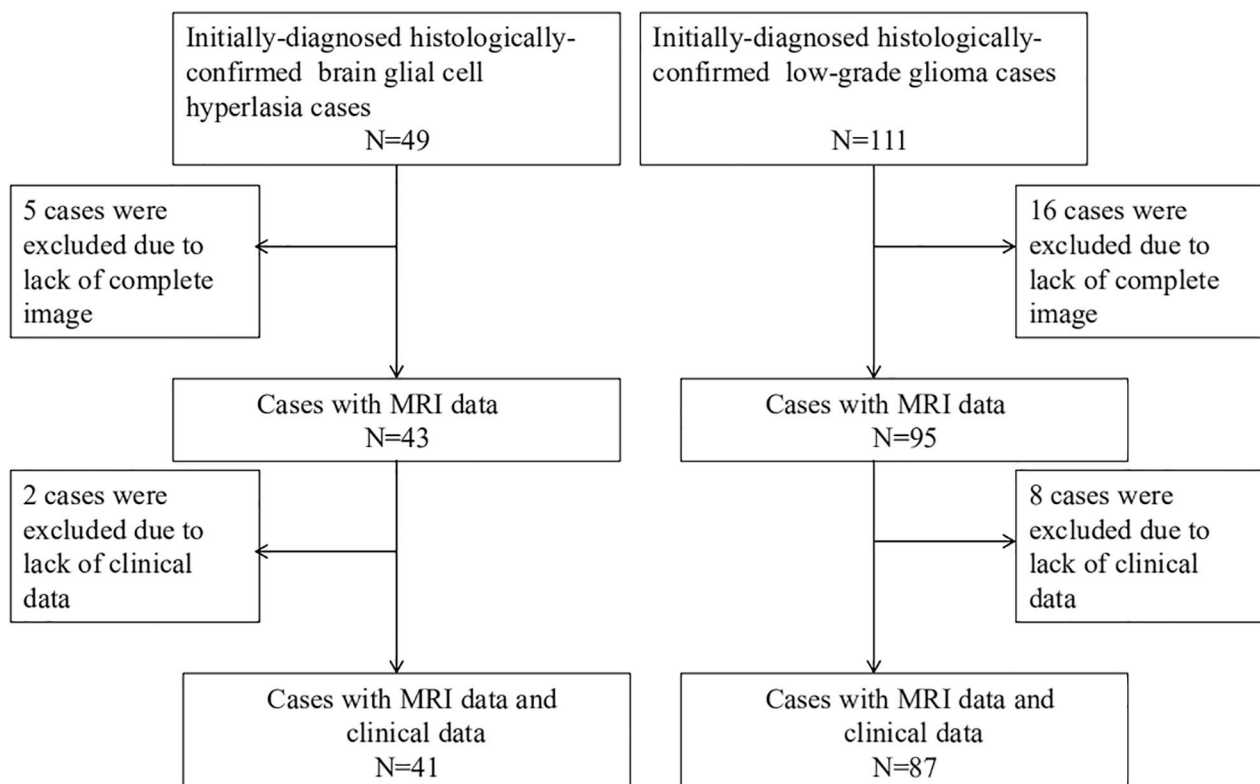 Initially-diagnosed histologically-
confirmed brain glial cell
hyperlasia cases
N=49
Initially-diagnosed histologically-
confirmed low-grade glioma cases
N=111
5 cases were
excluded due to
lack of complete
image
16 cases were
excluded due to
lack of complete
image
Cases with MRI data
N=43
Cases with MRI data
N=95
2 cases were
excluded due to
lack of clinical
data
8 cases were
excluded due to
lack of clinical
data
Cases with MRI data and
clinical data
N=41
Cases with MRI data and
clinical data
N=87